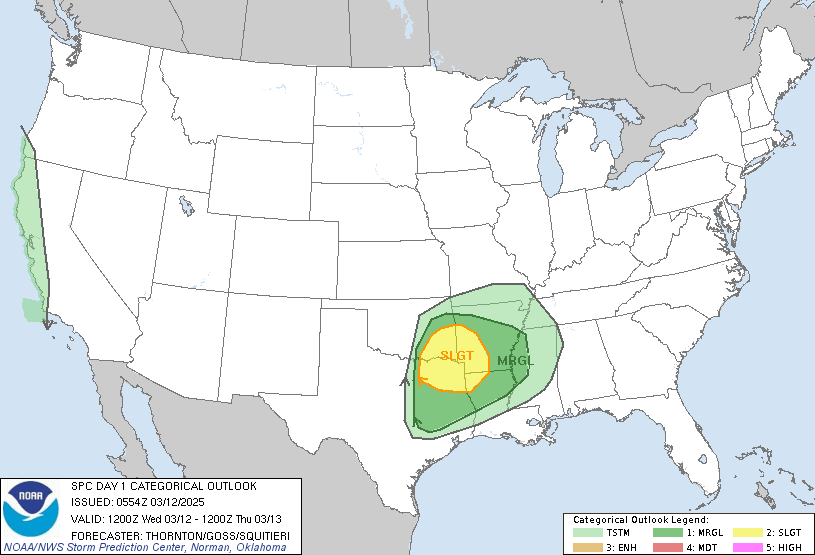 SLGT
MRGL
NOAA
SPC DAY 1 CATEGORICAL OUTLOOK
ISSUED: 0554Z 03/12/2025
VALID: 1200Z Wed 03/12 - 1200Z Thu 03/13
FORECASTER: THORNTON/GOSS/SQUITIERI
NOAA/NWS Storm Prediction Center, Norman, Oklahoma
Categorical Outlook Legend:
TSTM 1: MRGL 2: SLGT
3: ENH 4: MDT 5: HIGH